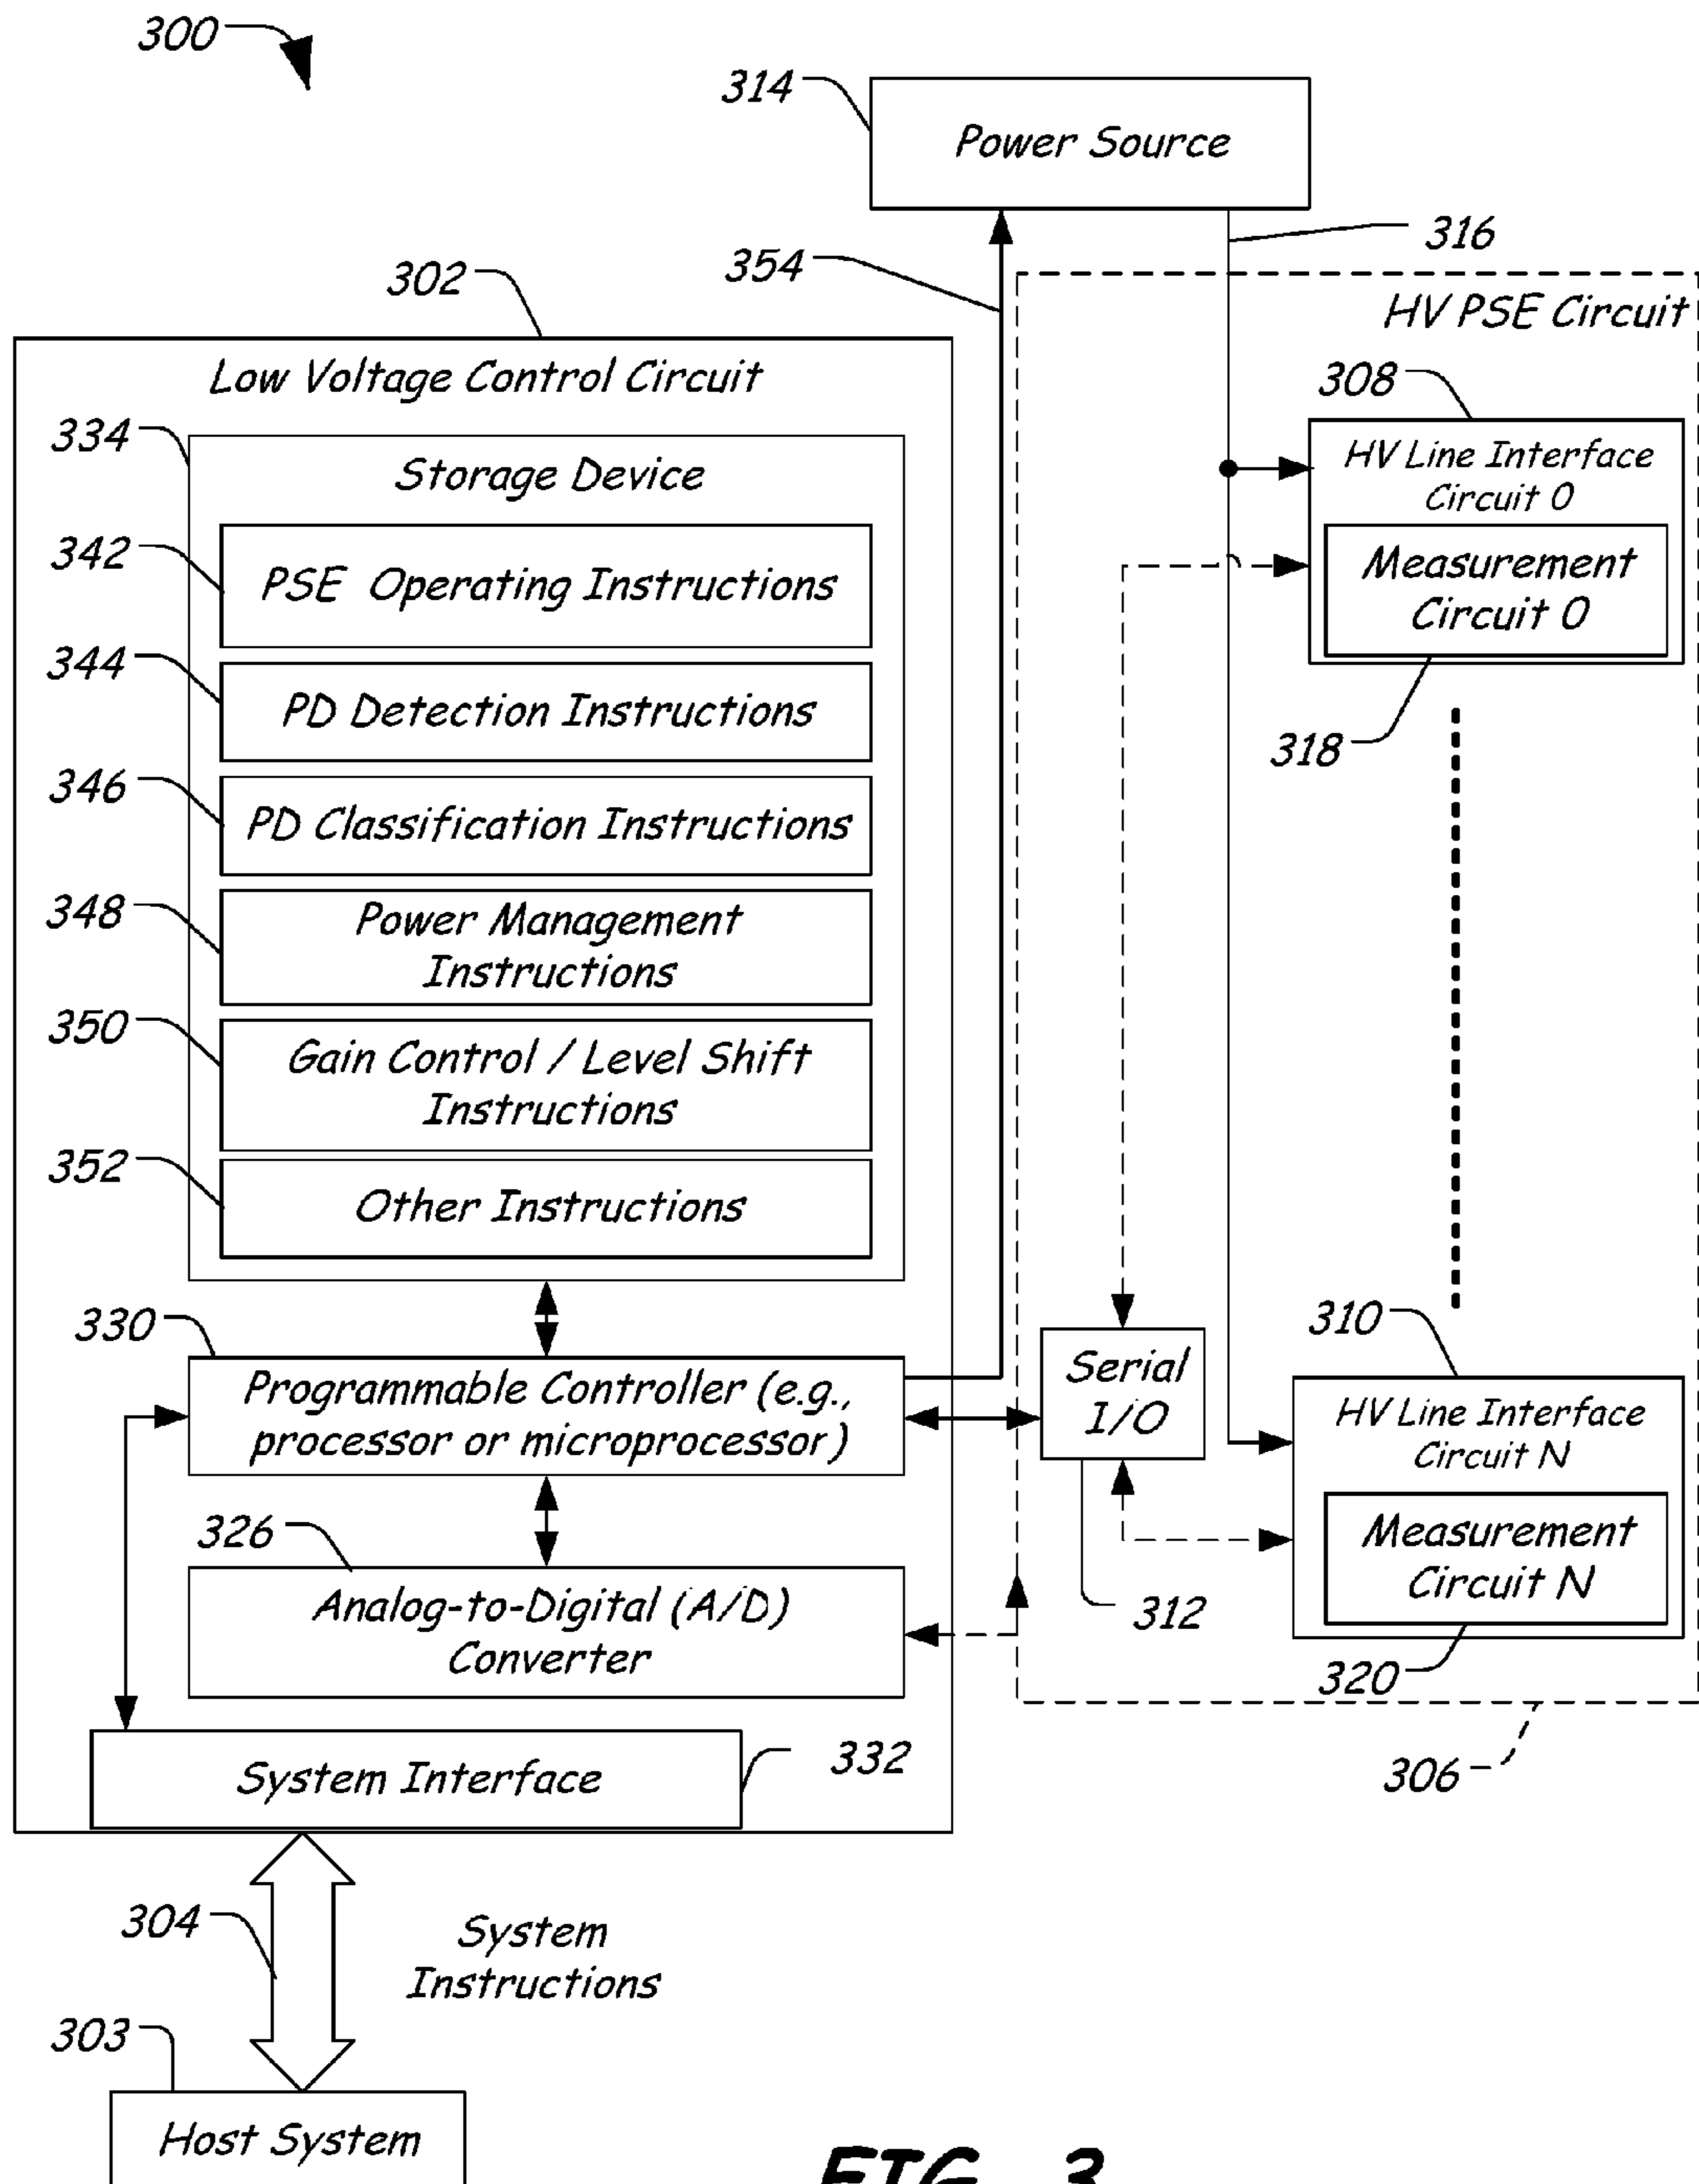 300
314
Power Source
316
354
302
HV PSE Circuit
Low Voltage Control Circuit
308
334
Storage Device
HV Line Interface
Circuit 0
342
PSE Operating Instructions
Measurement
Circuit 0
344
PD Detection Instructions
318
346
PD Classification Instructions
348
Power Management
Instructions
350
Gain Control / Level Shift
Instructions
352
Other Instructions
330
310
Programmable Controller (e.g.,
processor or microprocessor)
Serial
I/O
HV Line Interface
Circuit N
326
Measurement
Circuit N
Analog-to-Digital (A/D)
Converter
312
320
332
System Interface
306
304
System
Instructions
303
Host System
FIG. 3